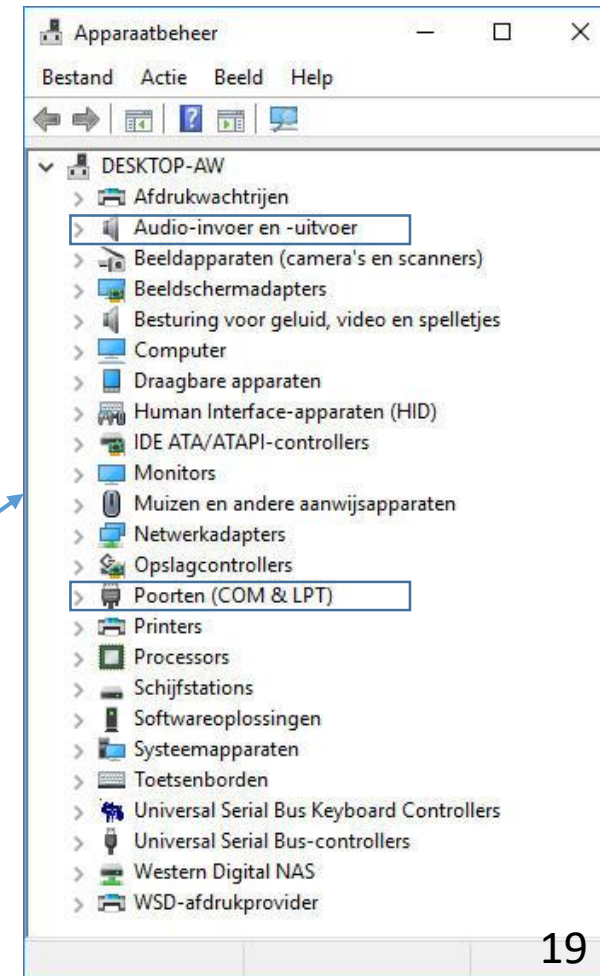 Apparaatbeheer
Bestand Actie Beeld Help
DESKTOP-AW
Afdrukwachtrijen
Audio-invoer en -uitvoer
Beeldapparaten (camera's en scanners)
Beeldschermadapters
Besturing voor geluid, video en spelletjes
Computer
Draagbare apparaten
Human Interface-apparaten (HID)
IDE ATA/ATAPI-controllers
Monitors
Muizen en andere aanwijsapparaten
Netwerkadapters
Opslagcontrollers
Poorten (COM & LPT)
Printers
Processors
Schijfstations
Softwareoplossingen
Systeemapparaten
Toetsenborden
Universal Serial Bus Keyboard Controllers
Universal Serial Bus-controllers
Western Digital NAS
WSD-afdrukprovider
19